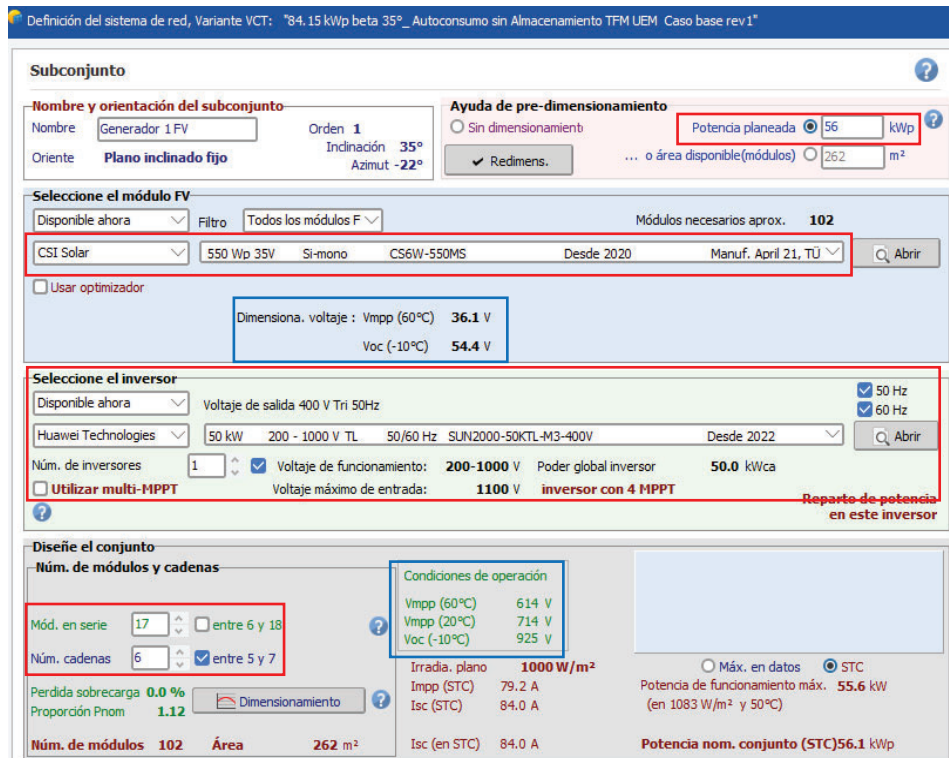 Definición del sistema de red, Variante VCT: "84.15 kWp beta 35°_ Autoconsumo sin Almacenamiento TFM UEM Caso base rev1"
Subconjunto
Nombre y orientación del subconjunto
Nombre Generador 1 FV Orden 1
Oriente Plano inclinado fijo Inclinación 35°
Azimut -22°
Ayuda de pre-dimensionamiento
Sin dimensionamient Potencia planeada 56 kWp
Redimens. ... o área disponible(módulos) 262 m²
Seleccione el módulo FV
Disponible ahora Filtro Todos los módulos F Módulos necesarios aprox. 102
CSI Solar 550 Wp 35V Si-mono CS6W-550MS Desde 2020 Manuf. April 21, TÜ Abrir
Usar optimizador
Dimensiona. voltaje : Vmpp (60°C) 36.1 V
Voc (-10°C) 54.4 V
Seleccione el inversor
Disponible ahora Voltaje de salida 400 V Tri 50Hz 50 Hz
60 Hz
Huawei Technologies 50 kW 200 - 1000 V TL 50/60 Hz SUN2000-50KTL-M3-400V Desde 2022 Abrir
Núm. de inversores 1 Voltaje de funcionamiento: 200-1000 V Poder global inversor 50.0 kWca
Utilizar multi-MPPT Voltaje máximo de entrada: 1100 V inversor con 4 MPPT
Reparto de potencia
en este inversor
Diseñe el conjunto
Núm. de módulos y cadenas
Mód. en serie 17 entre 6 y 18
Núm. cadenas 6 entre 5 y 7
Perdida sobrecarga 0.0 %
Proporción Pnom 1.12
Dimensionamiento
Núm. de módulos 102 Área 262 m²
Condiciones de operación
Vmpp (60°C) 614 V
Vmpp (20°C) 714 V
Voc (-10°C) 925 V
Irradia. plano 1000 W/m²
Impp (STC) 79.2 A
Isc (STC) 84.0 A
Isc (en STC) 84.0 A
Máx. en datos STC
Potencia de funcionamiento máx. 55.6 kW
(en 1083 W/m² y 50°C)
Potencia nom. conjunto (STC)56.1 kWp